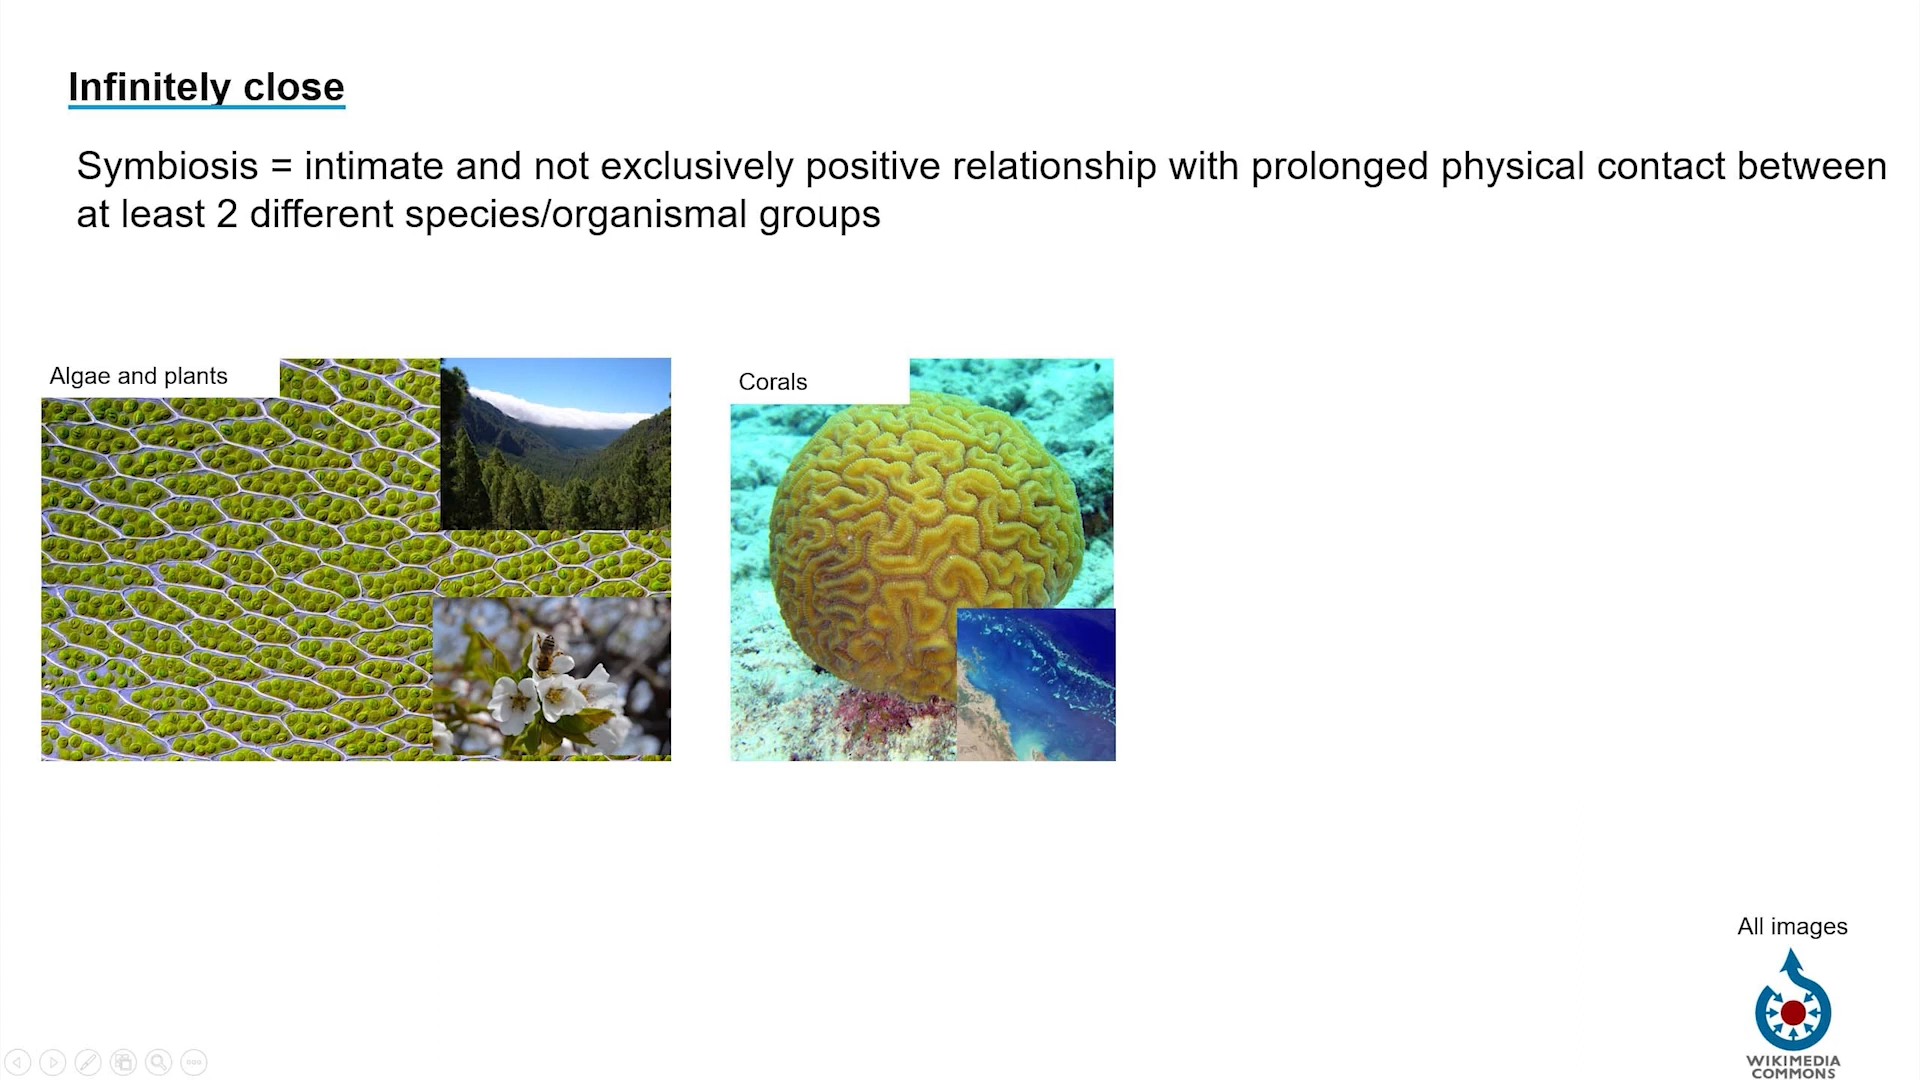 Infinitely close
Symbiosis = intimate and not exclusively positive relationship with prolonged physical contact between
at least 2 different species/organismal groups
Algae and plants
Corals
All images
WIKIMEDIA
COMMONS